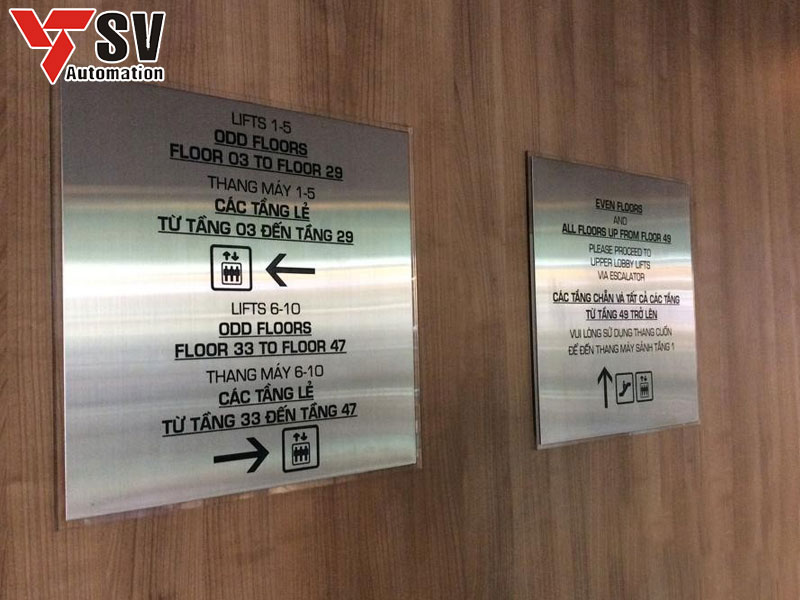 SV
Automation
LIFTS 1-5
ODD FLOORS
FLOOR 03 TO FLOOR 29
THANG MÁY 1-5
CÁC TẦNG LẺ
TỪ TẦNG 03 ĐẾN TẦNG 29
LIFTS 6-10
ODD FLOORS
FLOOR 33 TO FLOOR 47
THANG MÁY 6-10
CÁC TẦNG LẺ
TỪ TẦNG 33 ĐẾN TẦNG 47
EVEN FLOORS
AND
ALL FLOORS UP FROM FLOOR 49
PLEASE PROCEED TO
UPPER LOBBY LIFTS
VIA ESCALATOR
CÁC TẦNG CHẴN VÀ TẤT CẢ CÁC TẦNG
TỪ TẦNG 49 TRỞ LÊN
VUI LÒNG SỬ DỤNG THANG CUỐN
ĐỂ ĐẾN THANG MÁY SẢNH TẦNG 1